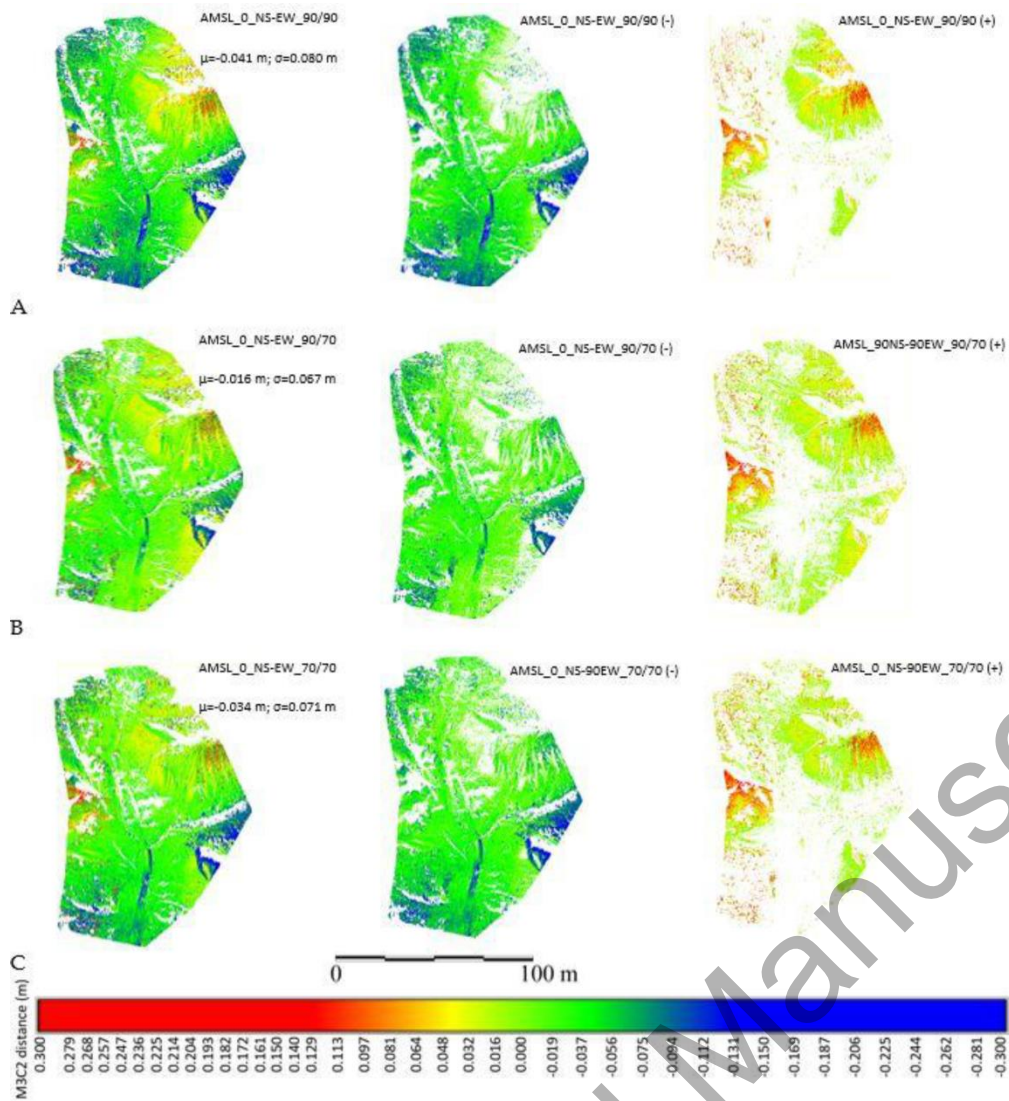 AMSL_0_NS-EW_90/90
AMSL_0_NS-EW_90/90 (-)
AMSL_0_NS-EW_90/90 (+)
μ=-0.041 m; σ=0.080 m
A
AMSL_0_NS-EW_90/70
AMSL_0_NS-EW_90/70 (-)
AMSL_90NS-90EW_90/70 (+)
μ=-0.016 m; σ=0.067 m
B
AMSL_0_NS-EW_70/70
AMSL_0_NS-90EW_70/70 (-)
AMSL_0_NS-90EW_70/70 (+)
μ=-0.034 m; σ=0.071 m
C
0 100 m
M3C2 distance (m)
0.300
0.279
0.268
0.257
0.247
0.236
0.225
0.214
0.204
0.193
0.182
0.172
0.161
0.150
0.140
0.129
0.113
0.097
0.081
0.064
0.048
0.032
0.016
0.000
-0.019
-0.037
-0.056
-0.075
-0.094
-0.112
-0.131
-0.150
-0.169
-0.187
-0.206
-0.225
-0.244
-0.262
-0.281
-0.300
d Manus